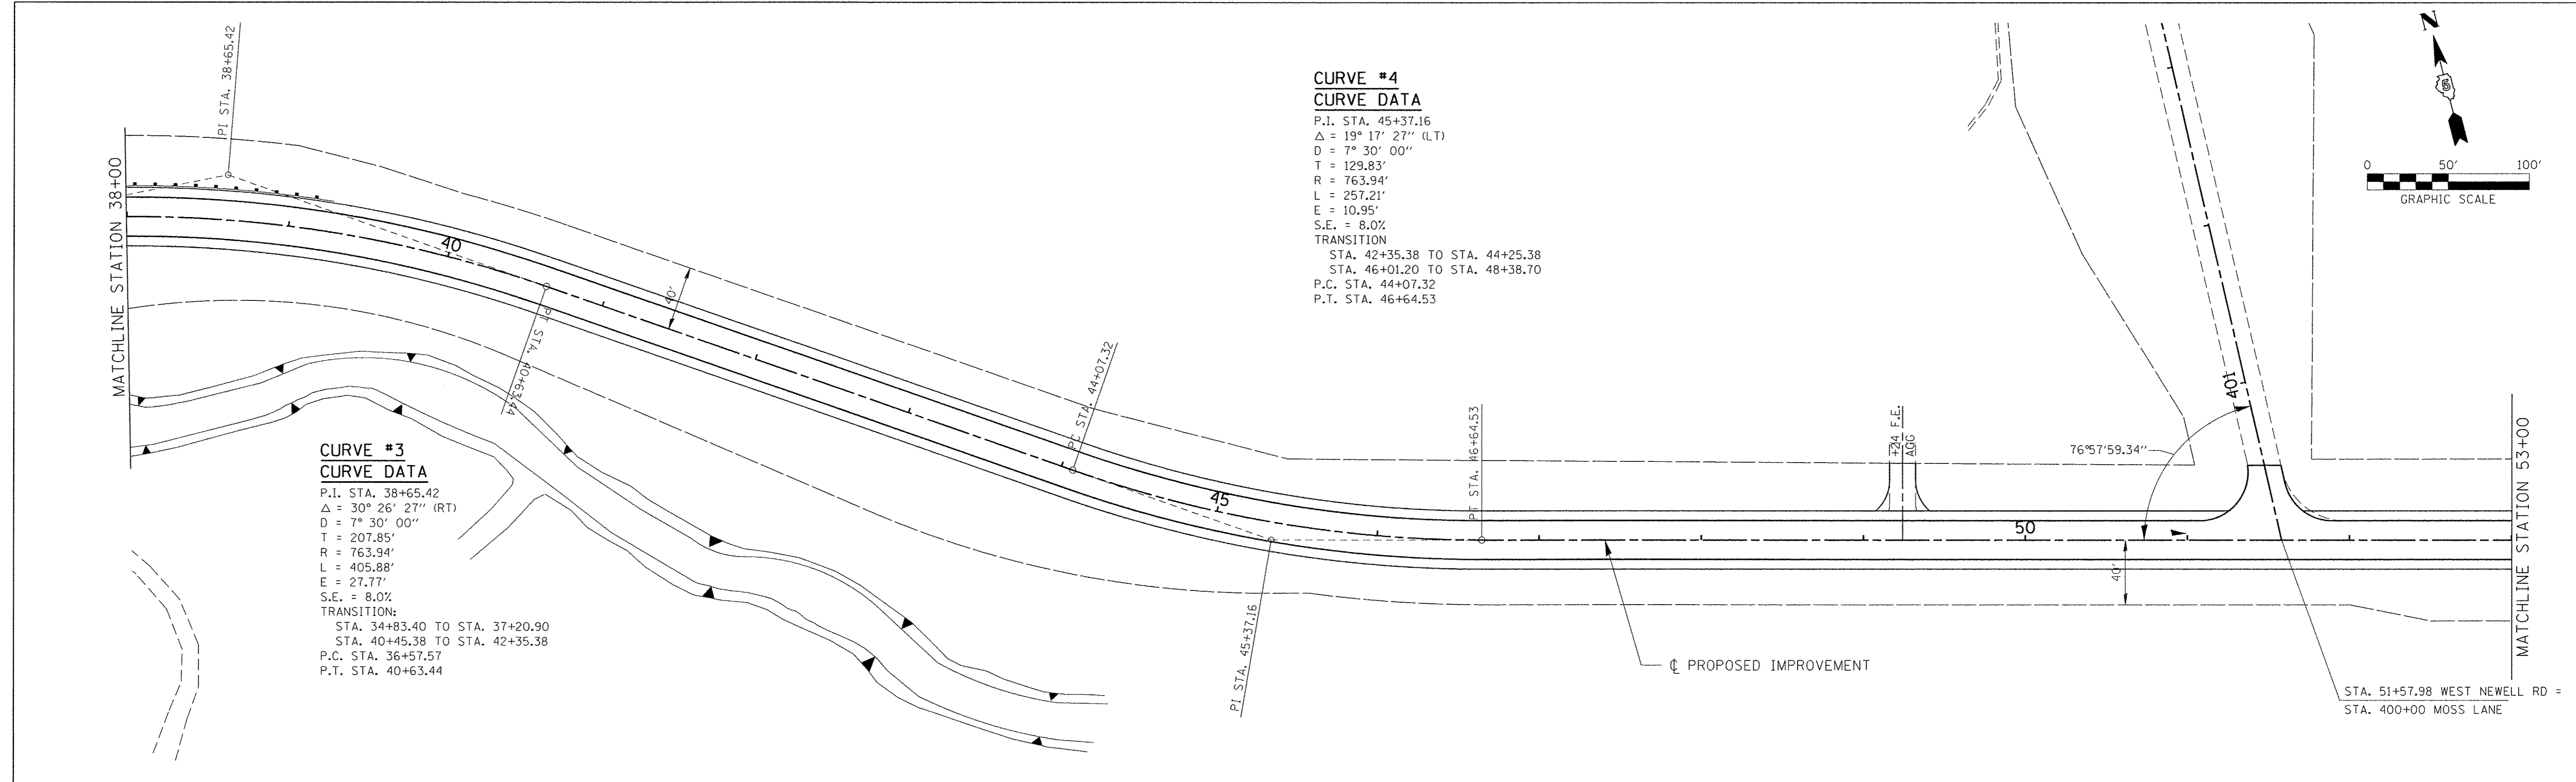 MATCHLINE STATION 38+00
PI STA. 38+65.42
40
40'
PT STA. 40+63.44
CURVE #3
CURVE DATA
P.I. STA. 38+65.42
Δ = 30° 26' 27" (RT)
D = 7° 30' 00"
T = 207.85'
R = 763.94'
L = 405.88'
E = 27.77'
S.E. = 8.0%
TRANSITION:
STA. 34+83.40 TO STA. 37+20.90
STA. 40+45.38 TO STA. 42+35.38
P.C. STA. 36+57.57
P.T. STA. 40+63.44
PC STA. 44+07.32
45
PI STA. 45+37.16
CURVE #4
CURVE DATA
P.I. STA. 45+37.16
Δ = 19° 17' 27" (LT)
D = 7° 30' 00"
T = 129.83'
R = 763.94'
L = 257.21'
E = 10.95'
S.E. = 8.0%
TRANSITION
STA. 42+35.38 TO STA. 44+25.38
STA. 46+01.20 TO STA. 48+38.70
P.C. STA. 44+07.32
P.T. STA. 46+64.53
PT STA. 46+64.53
℄ PROPOSED IMPROVEMENT
+24 F.E.
AGG
50
40'
76°57'59.34"
401
N
5
0 50' 100'
GRAPHIC SCALE
MATCHLINE STATION 53+00
STA. 51+57.98 WEST NEWELL RD =
STA. 400+00 MOSS LANE